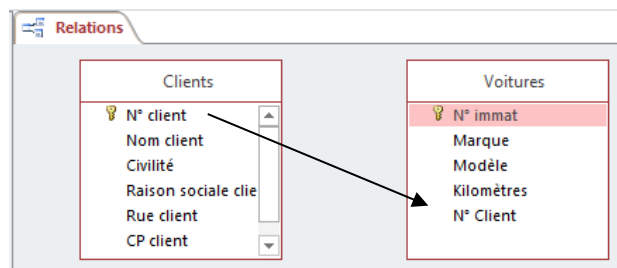 Relations
Clients
N° client
Nom client
Civilité
Raison sociale clie
Rue client
CP client
Voitures
N° immat
Marque
Modèle
Kilomètres
N° Client